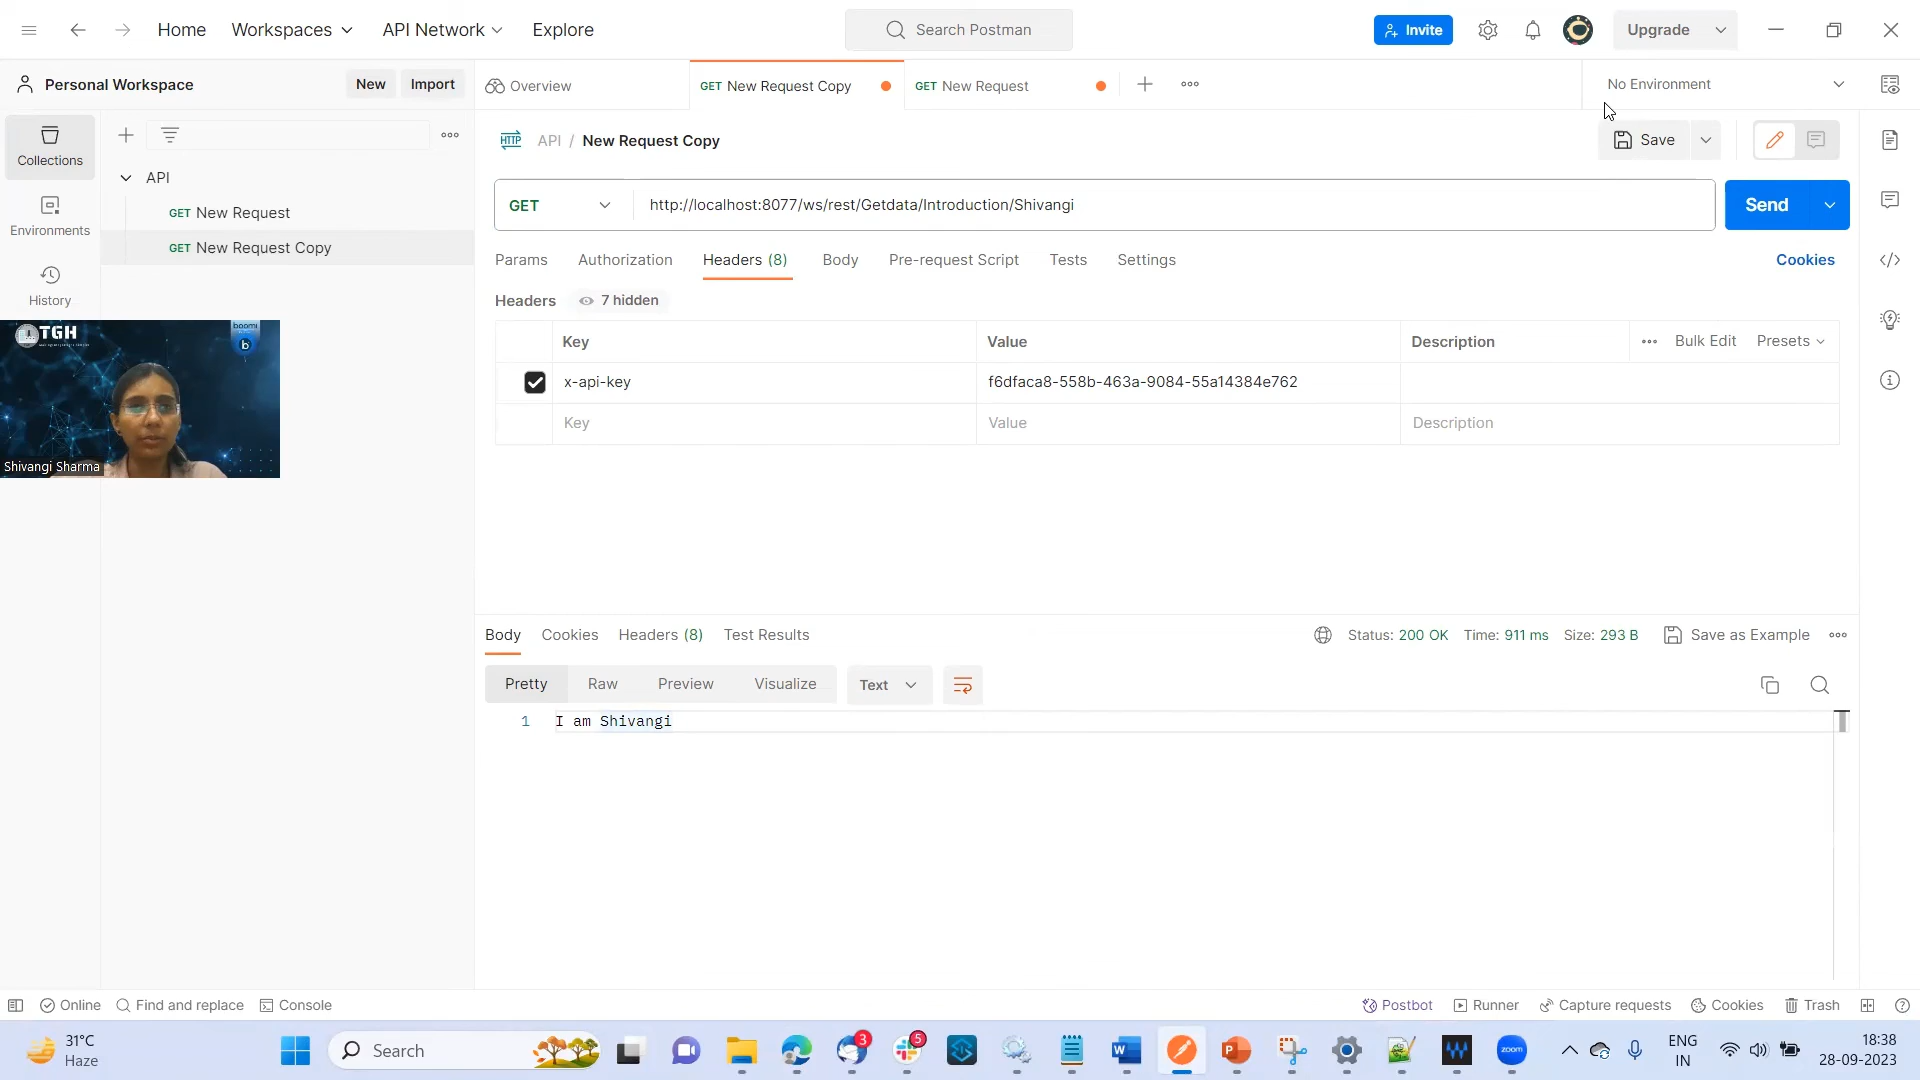 Home Workspaces API Network Explore Search Postman Invite Upgrade
Personal Workspace New Import Overview GET New Request Copy GET New Request No Environment
Collections
Environments
History
API
GET New Request
GET New Request Copy
TGH
boomi
b
Shivangi Sharma
HTTP API / New Request Copy Save
GET http://localhost:8077/ws/rest/Getdata/Introduction/Shivangi Send
Params Authorization Headers (8) Body Pre-request Script Tests Settings Cookies
Headers 7 hidden
Key Value Description Bulk Edit Presets
x-api-key f6dfaca8-558b-463a-9084-55a14384e762
Key Value Description
Body Cookies Headers (8) Test Results Status: 200 OK Time: 911 ms Size: 293 B Save as Example
Pretty Raw Preview Visualize Text
1 I am Shivangi
Online Find and replace Console Postbot Runner Capture requests Cookies Trash
31°C
Haze
Search
3
5
W
P
zoom
ENG
IN
18:38
28-09-2023